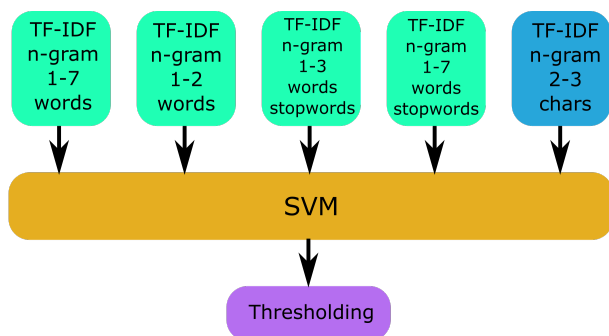 TF-IDF
n-gram
1-7
words
TF-IDF
n-gram
1-2
words
TF-IDF
n-gram
1-3
words
stopwords
TF-IDF
n-gram
1-7
words
stopwords
TF-IDF
n-gram
2-3
chars
SVM
Thresholding